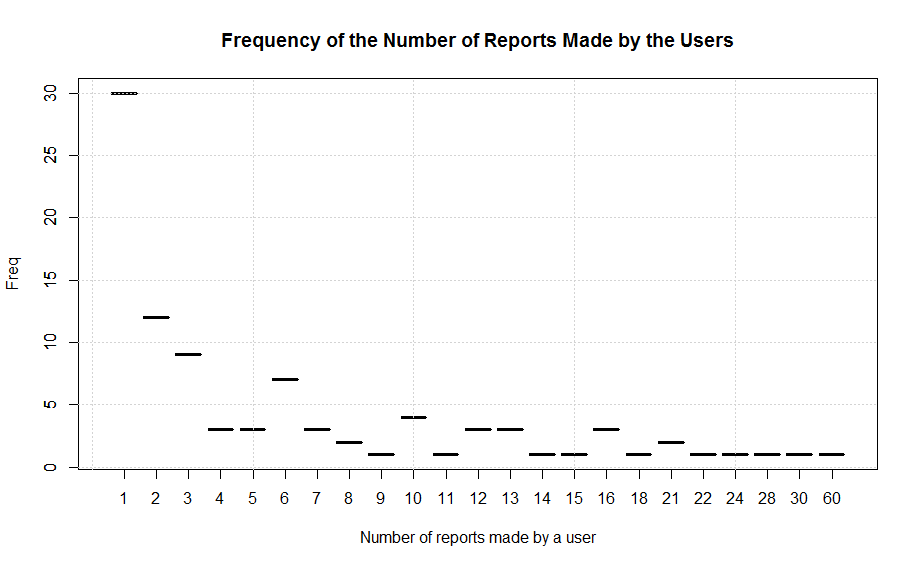 Frequency of the Number of Reports Made by the Users
Freq
30
25
20
15
10
5
0
1 2 3 4 5 6 7 8 9 10 11 12 13 14 15 16 18 21 22 24 28 30 60
Number of reports made by a user